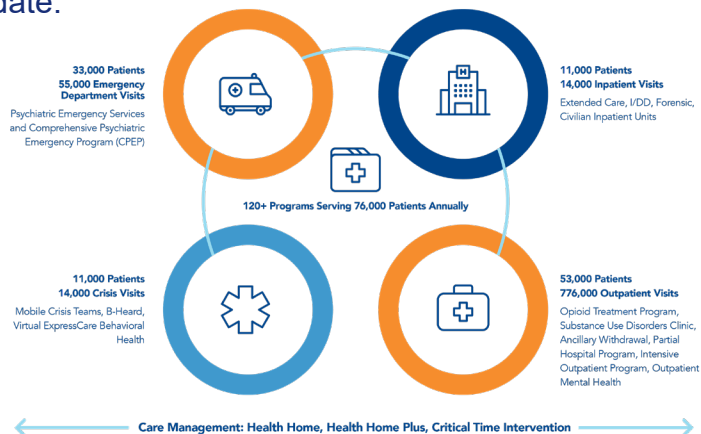 date.
33,000 Patients
55,000 Emergency
Department Visits
Psychiatric Emergency Services
and Comprehensive Psychiatric
Emergency Program (CPEP)
H
11,000 Patients
14,000 Inpatient Visits
Extended Care, I/DD, Forensic,
Civilian Inpatient Units
120+ Programs Serving 76,000 Patients Annually
11,000 Patients
14,000 Crisis Visits
Mobile Crisis Teams, B-Heard,
Virtual ExpressCare Behavioral
Health
53,000 Patients
776,000 Outpatient Visits
Opioid Treatment Program,
Substance Use Disorders Clinic,
Ancillary Withdrawal, Partial
Hospital Program, Intensive
Outpatient Program, Outpatient
Mental Health
Care Management: Health Home, Health Home Plus, Critical Time Intervention